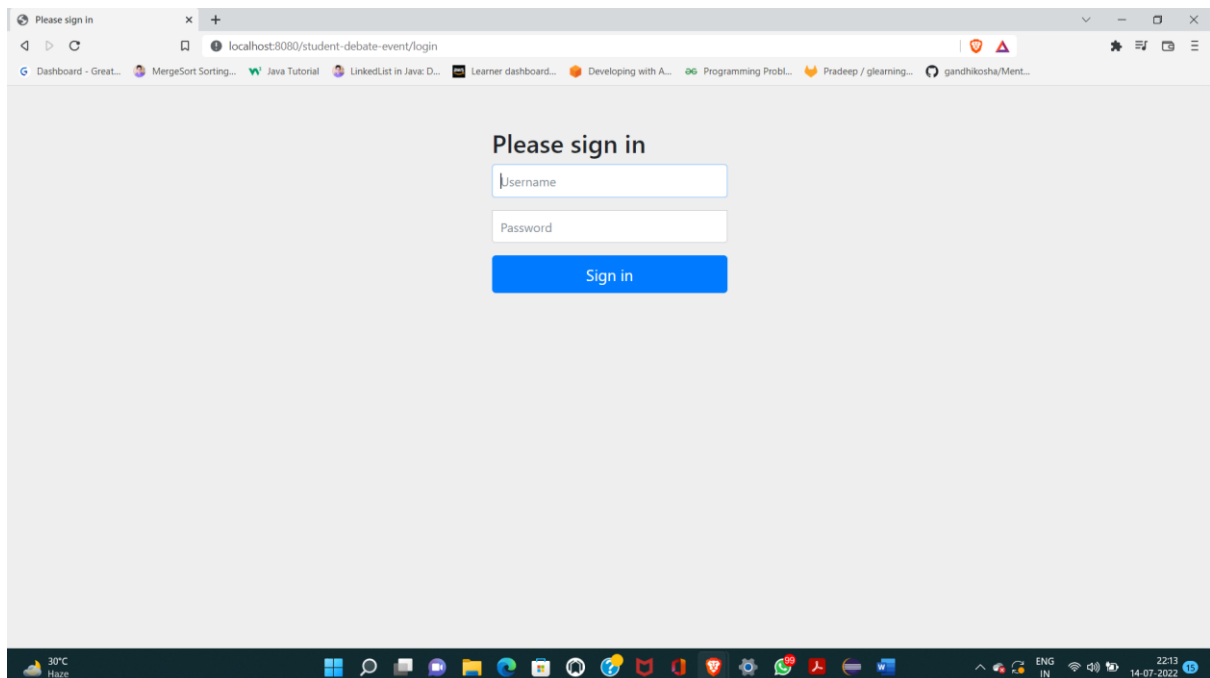 Please sign in
localhost:8080/student-debate-event/login
Dashboard - Great... MergeSort Sorting... Java Tutorial LinkedList in Java: D... Learner dashboard... Developing with A... Programming Probl... Pradeep / glearning... gandhikosha/Ment...
Please sign in
Username
Password
Sign in
30°C
Haze
99
ENG
IN
22:13
14-07-2022
15